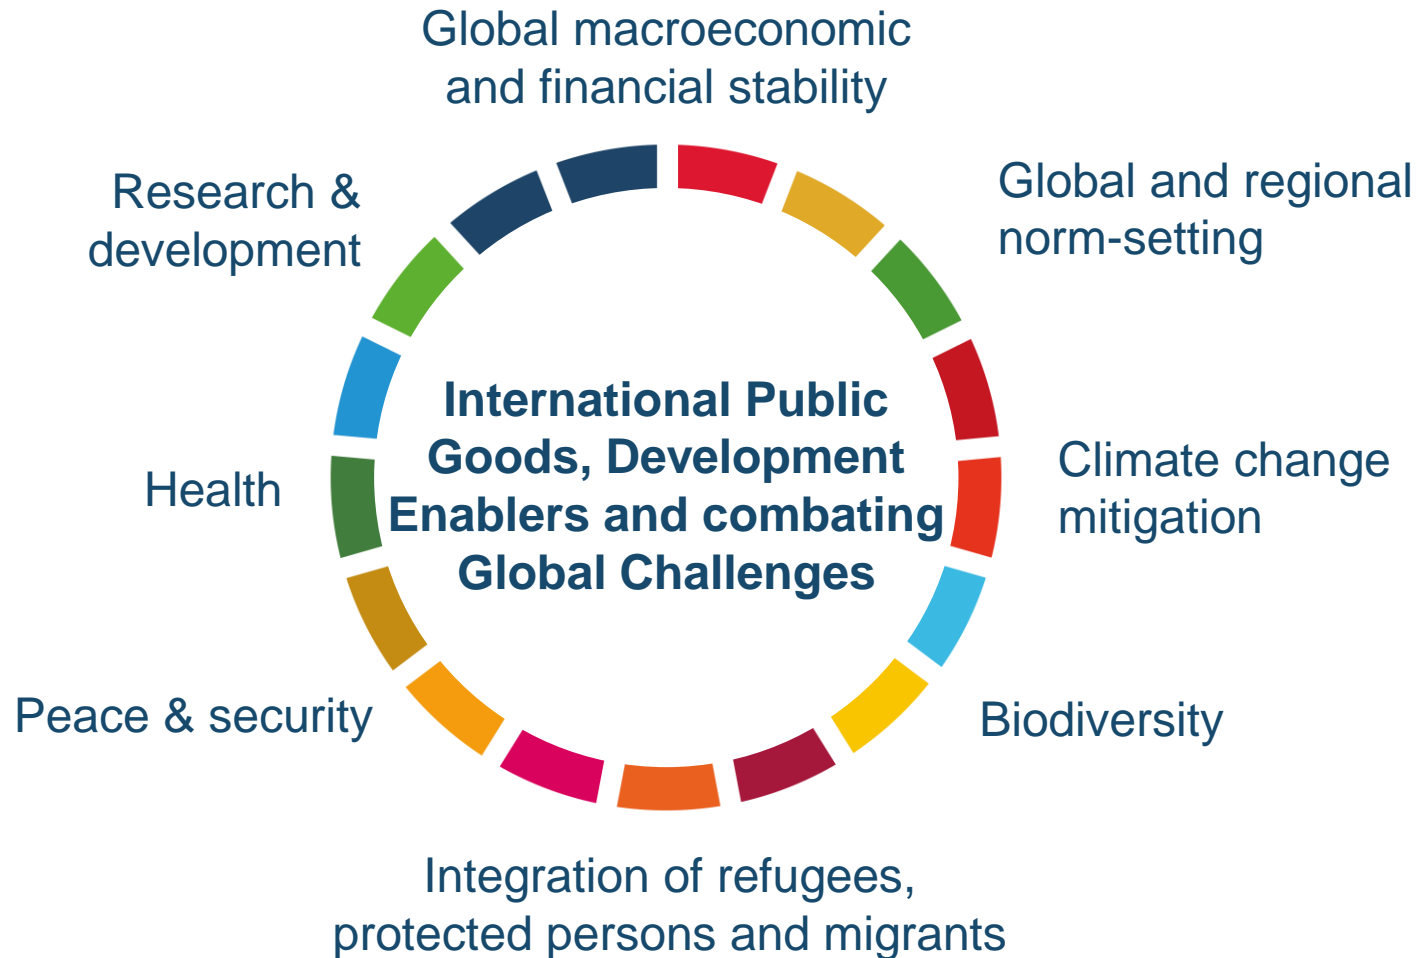 Global macroeconomic
and financial stability
Research &
development
Global and regional
norm-setting
International Public
Goods, Development
Enablers and combating
Global Challenges
Health
Climate change
mitigation
Peace & security
Biodiversity
Integration of refugees,
protected persons and migrants